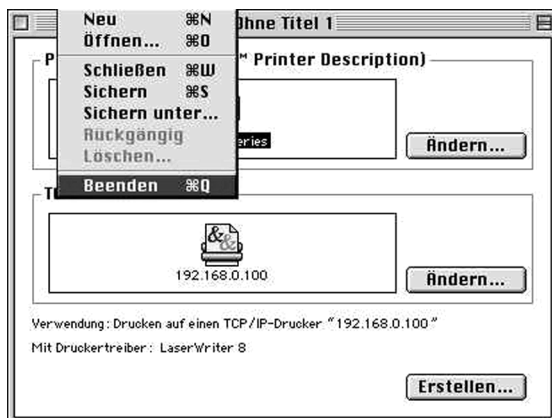 Neu ⌘N
Öffnen... ⌘O
Schließen ⌘W
Sichern ⌘S
Sichern unter...
Rückgängig
Löschen...
Beenden ⌘Q
Ohne Titel 1
™ Printer Description)
eries
Ändern...
192.168.0.100
Ändern...
Verwendung: Drucken auf einen TCP/IP-Drucker "192.168.0.100"
Mit Druckertreiber: LaserWriter 8
Erstellen...